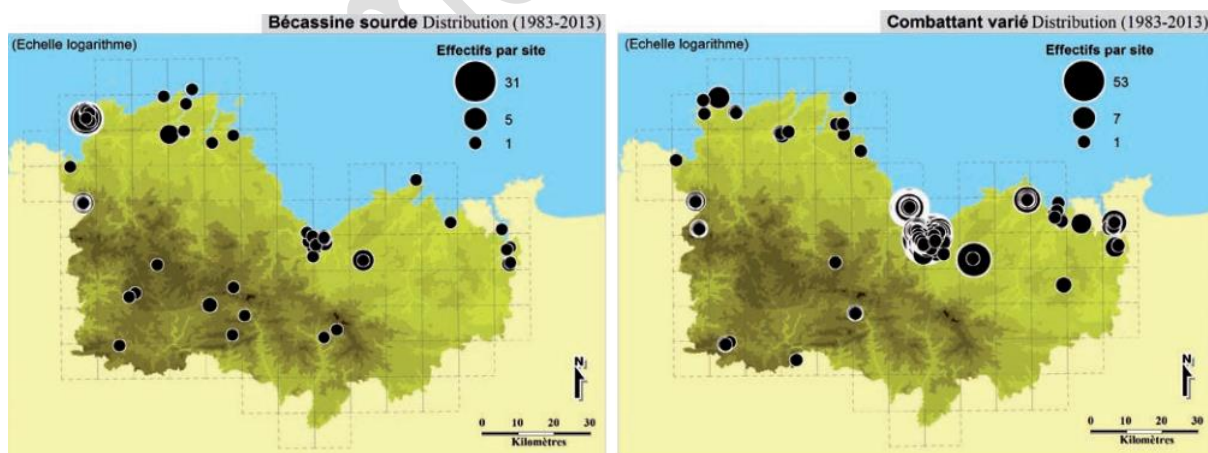 Bécassine sourde Distribution (1983-2013)
(Echelle logarithme)
Effectifs par site
31
5
1
N
0 10 20 30
Kilomètres
Combattant varié Distribution (1983-2013)
(Echelle logarithme)
Effectifs par site
53
7
1
N
0 10 20 30
Kilomètres